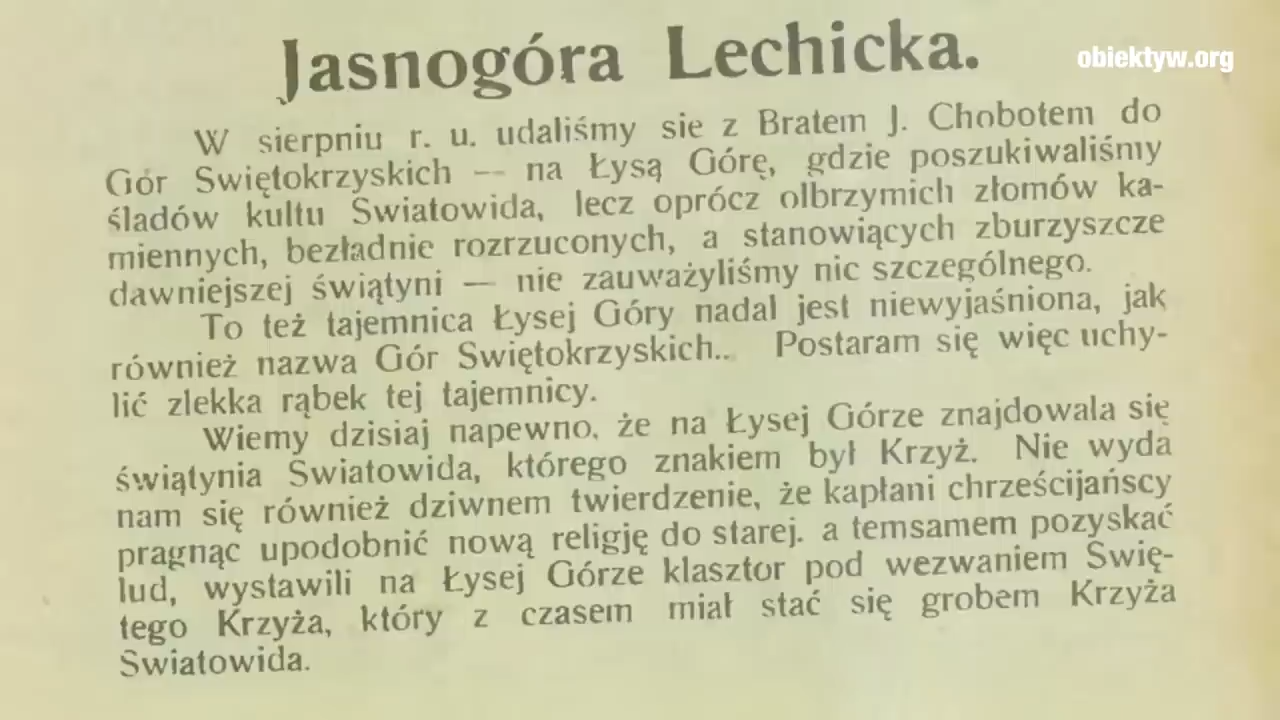 Jasnogóra Lechicka.
obiektyw.org
W sierpniu r. u. udaliśmy sie z Bratem J. Chobotem do
Gór Swiętokrzyskich — na Łysą Górę, gdzie poszukiwaliśmy
śladów kultu Swiatowida, lecz oprócz olbrzymich złomów ka-
miennych, bezładnie rozrzuconych, a stanowiących zburzyszcze
dawniejszej świątyni — nie zauważyliśmy nic szczególnego.
To też tajemnica Łysej Góry nadal jest niewyjaśniona, jak
również nazwa Gór Swiętokrzyskich.. Postaram się więc uchy-
lić zlekka rąbek tej tajemnicy.
Wiemy dzisiaj napewno, że na Łysej Górze znajdowala się
świątynia Swiatowida, którego znakiem był Krzyż. Nie wyda
nam się również dziwnem twierdzenie, że kapłani chrześcijańscy
pragnąc upodobnić nową religję do starej. a temsamem pozyskać
lud, wystawili na Łysej Górze klasztor pod wezwaniem Swię-
tego Krzyża, który z czasem miał stać się grobem Krzyża
Swiatowida.